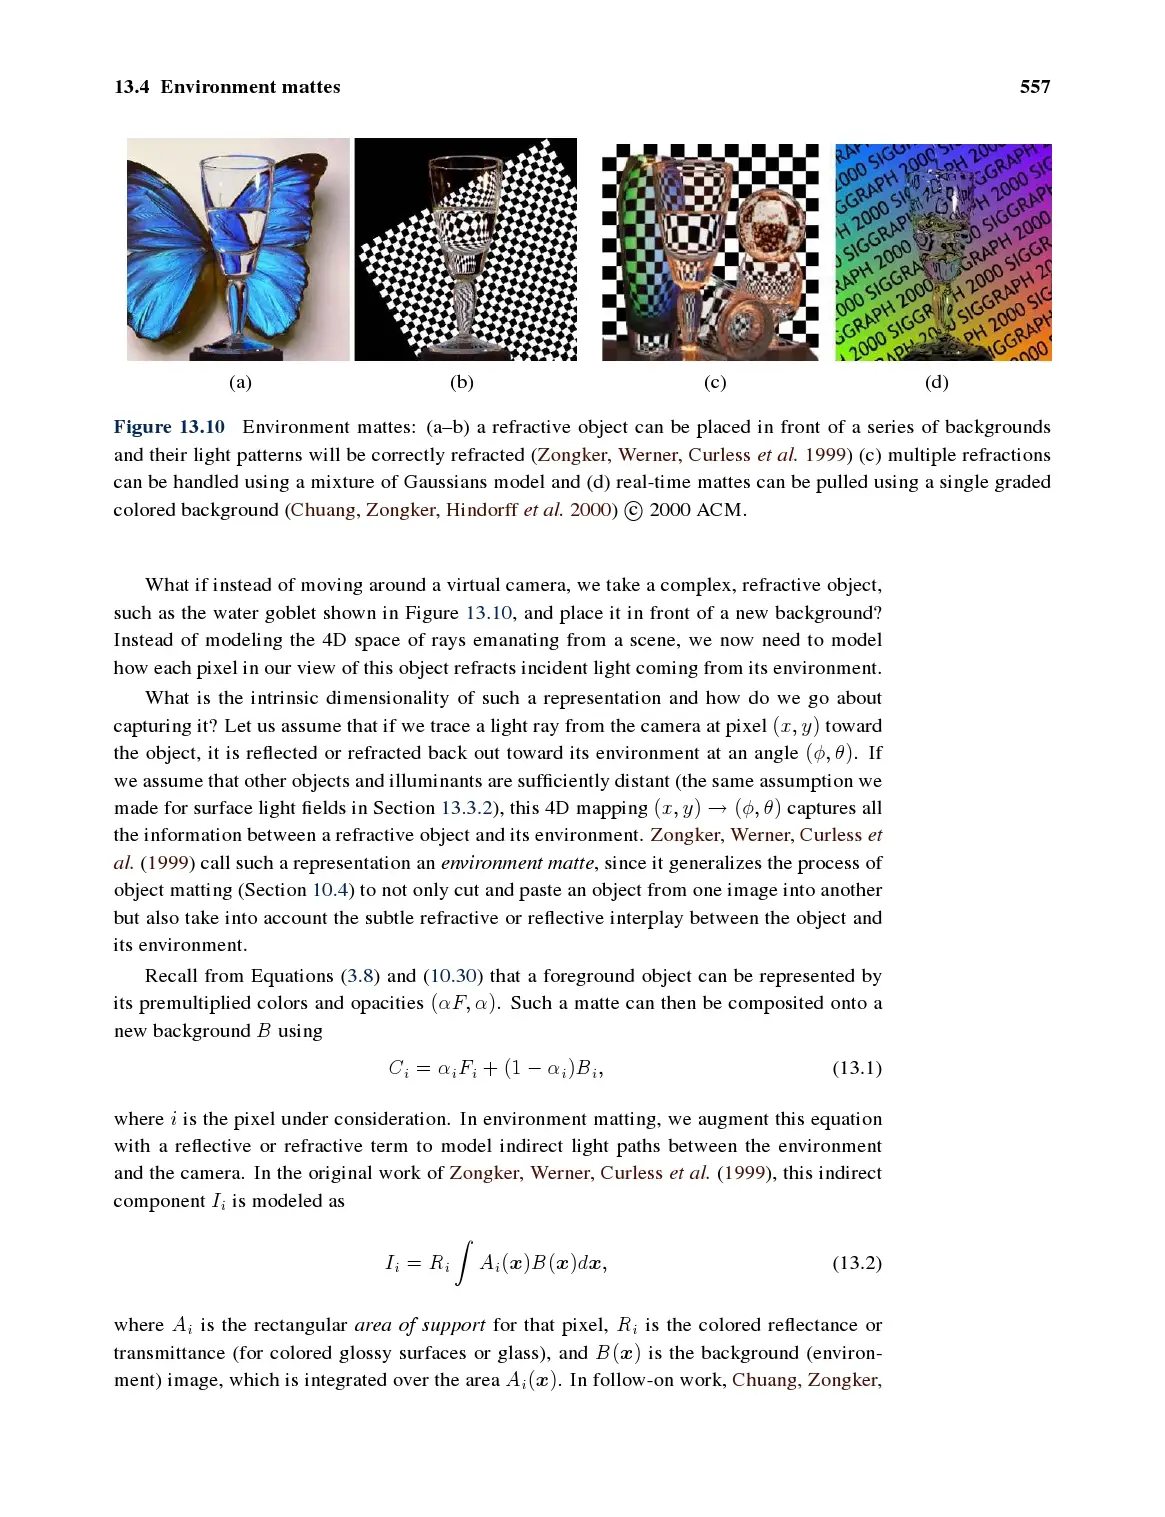 13.4 Environment mattes 557
(a) (b) (c) (d)
Figure 13.10 Environment mattes: (a–b) a refractive object can be placed in front of a series of backgrounds
and their light patterns will be correctly refracted (Zongker, Werner, Curless et al. 1999) (c) multiple refractions
can be handled using a mixture of Gaussians model and (d) real-time mattes can be pulled using a single graded
colored background (Chuang, Zongker, Hindorff et al. 2000) © 2000 ACM.
What if instead of moving around a virtual camera, we take a complex, refractive object,
such as the water goblet shown in Figure 13.10, and place it in front of a new background?
Instead of modeling the 4D space of rays emanating from a scene, we now need to model
how each pixel in our view of this object refracts incident light coming from its environment.
What is the intrinsic dimensionality of such a representation and how do we go about
capturing it? Let us assume that if we trace a light ray from the camera at pixel (x, y) toward
the object, it is reflected or refracted back out toward its environment at an angle (ϕ, θ). If
we assume that other objects and illuminants are sufficiently distant (the same assumption we
made for surface light fields in Section 13.3.2), this 4D mapping (x, y) → (ϕ, θ) captures all
the information between a refractive object and its environment. Zongker, Werner, Curless et
al. (1999) call such a representation an environment matte, since it generalizes the process of
object matting (Section 10.4) to not only cut and paste an object from one image into another
but also take into account the subtle refractive or reflective interplay between the object and
its environment.
Recall from Equations (3.8) and (10.30) that a foreground object can be represented by
its premultiplied colors and opacities (αF, α). Such a matte can then be composited onto a
new background B using
C_i = α_i F_i + (1 − α_i)B_i, (13.1)
where i is the pixel under consideration. In environment matting, we augment this equation
with a reflective or refractive term to model indirect light paths between the environment
and the camera. In the original work of Zongker, Werner, Curless et al. (1999), this indirect
component I_i is modeled as
I_i = R_i ∫ A_i(x)B(x)dx, (13.2)
where A_i is the rectangular area of support for that pixel, R_i is the colored reflectance or
transmittance (for colored glossy surfaces or glass), and B(x) is the background (environ-
ment) image, which is integrated over the area A_i(x). In follow-on work, Chuang, Zongker,